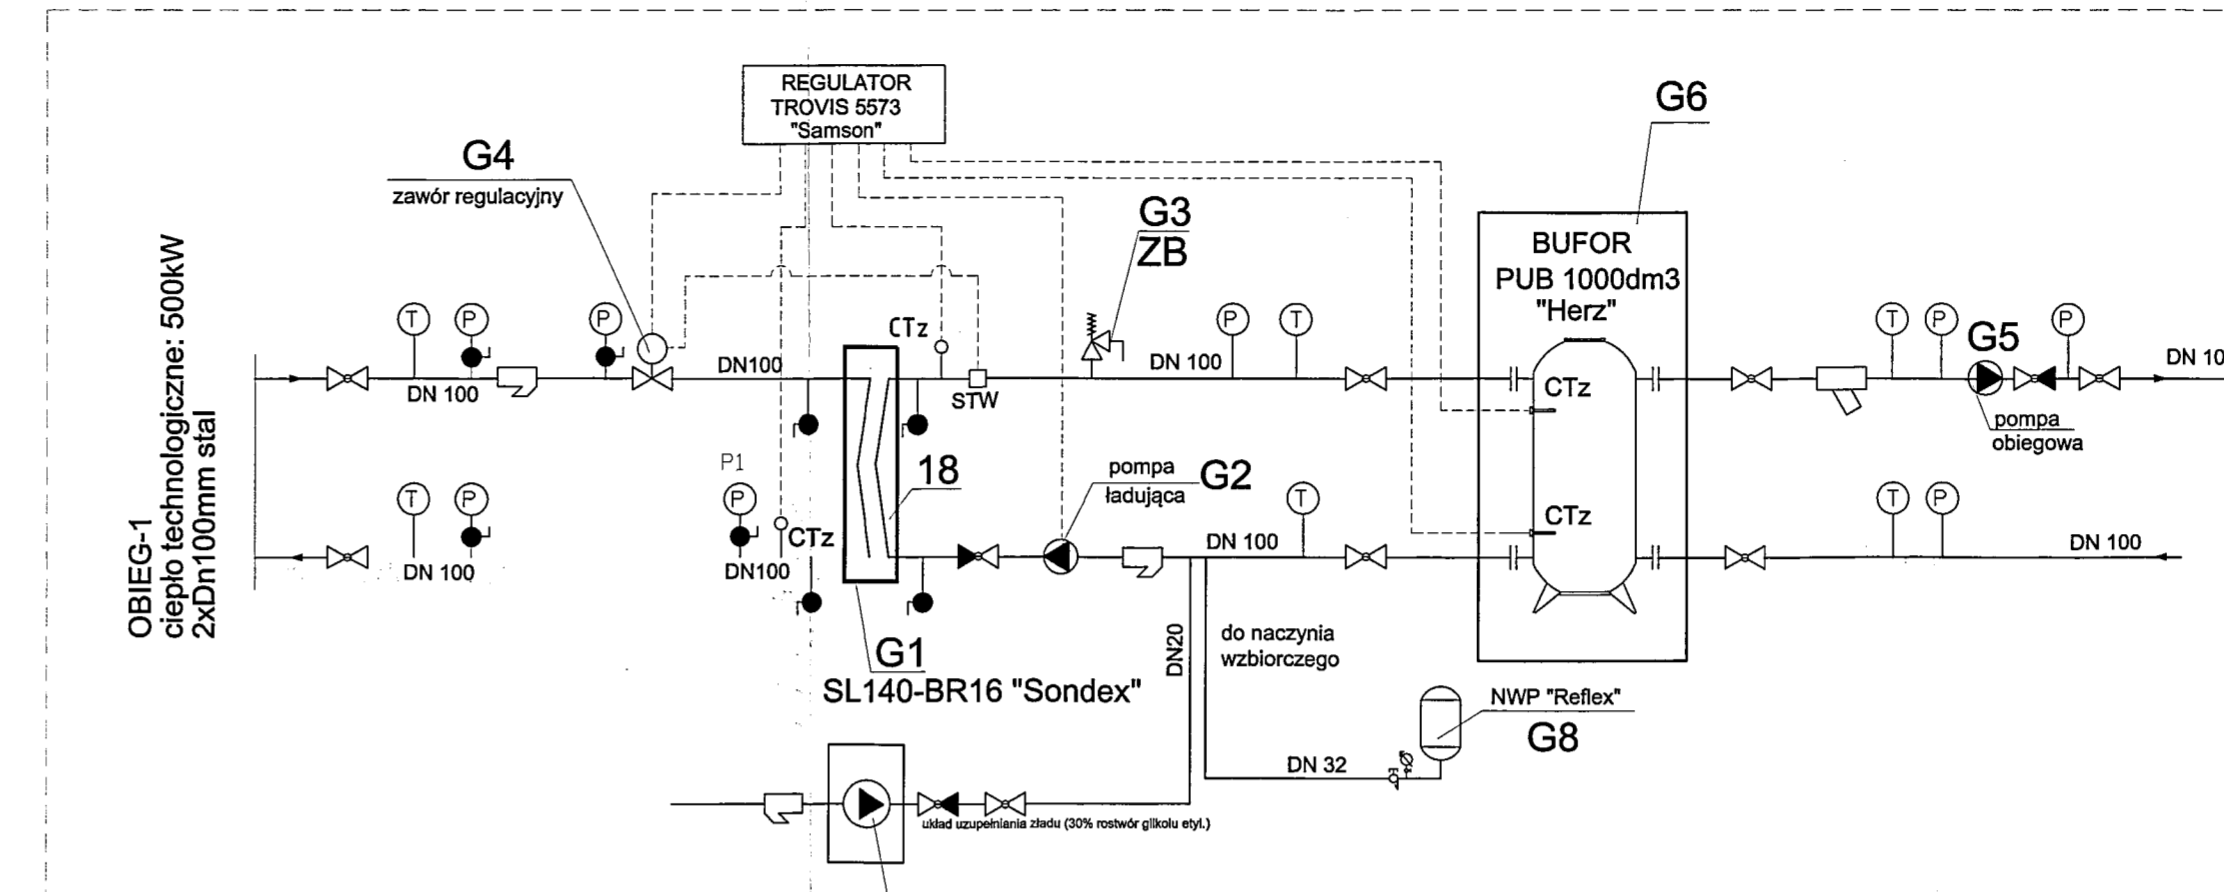 REGULATOR
TROVIS 5573
"Samson"
G6
G4
zawór regulacyjny
G3
ZB
BUFOR
PUB 1000dm3
"Herz"
OBIEG-1
ciepło technologiczne: 500kW
2xDn100mm stal
T
P
P
CTz
P
T
T
P
G5
P
DN 100
DN100
STW
DN 100
CTz
DN 10
pompa
obiegowa
T
P
P1
P
CTz
18
pompa
ładująca
G2
T
CTz
T
P
DN 100
DN100
DN 100
DN 100
G1
SL140-BR16 "Sondex"
DN20
do naczynia
wzbiorczego
NWP "Reflex"
G8
DN 32
układ uzupełniania zładu (30% rostwór glikolu etyl.)